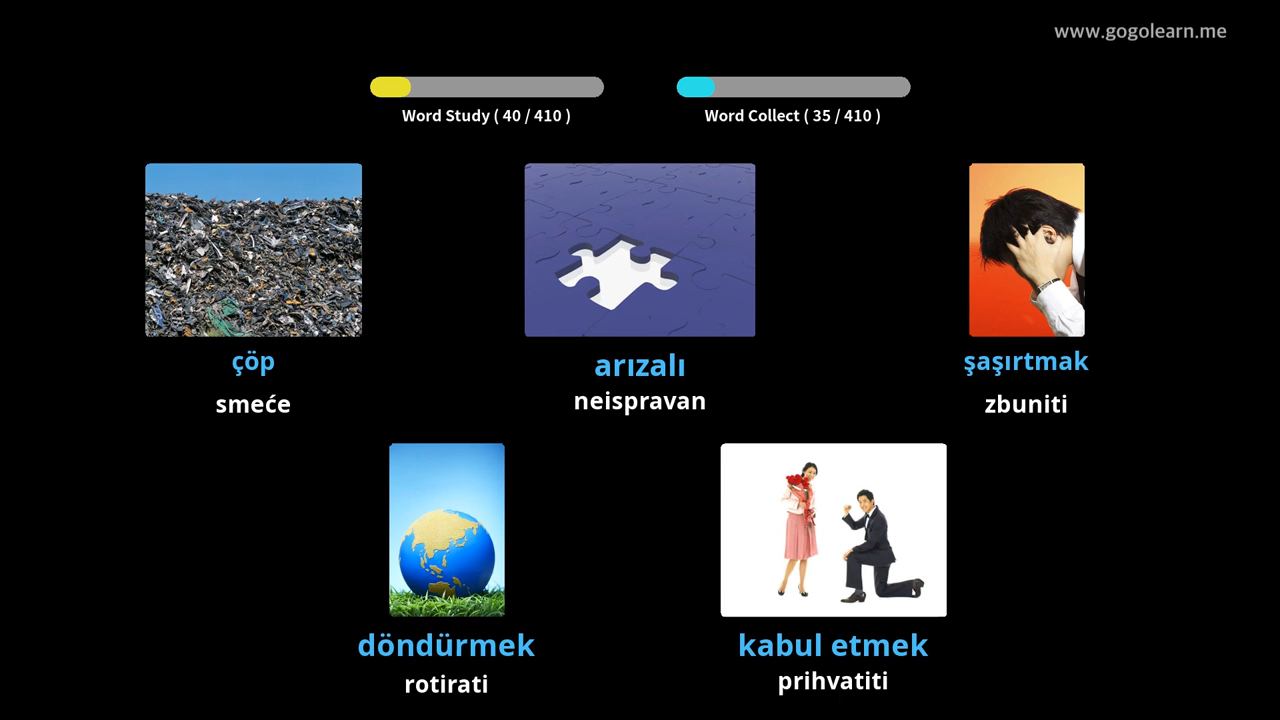 www.gogolearn.me
Word Study ( 40 / 410 )
Word Collect ( 35 / 410 )
çöp
smeće
arızalı
neispravan
şaşırtmak
zbuniti
döndürmek
rotirati
kabul etmek
prihvatiti